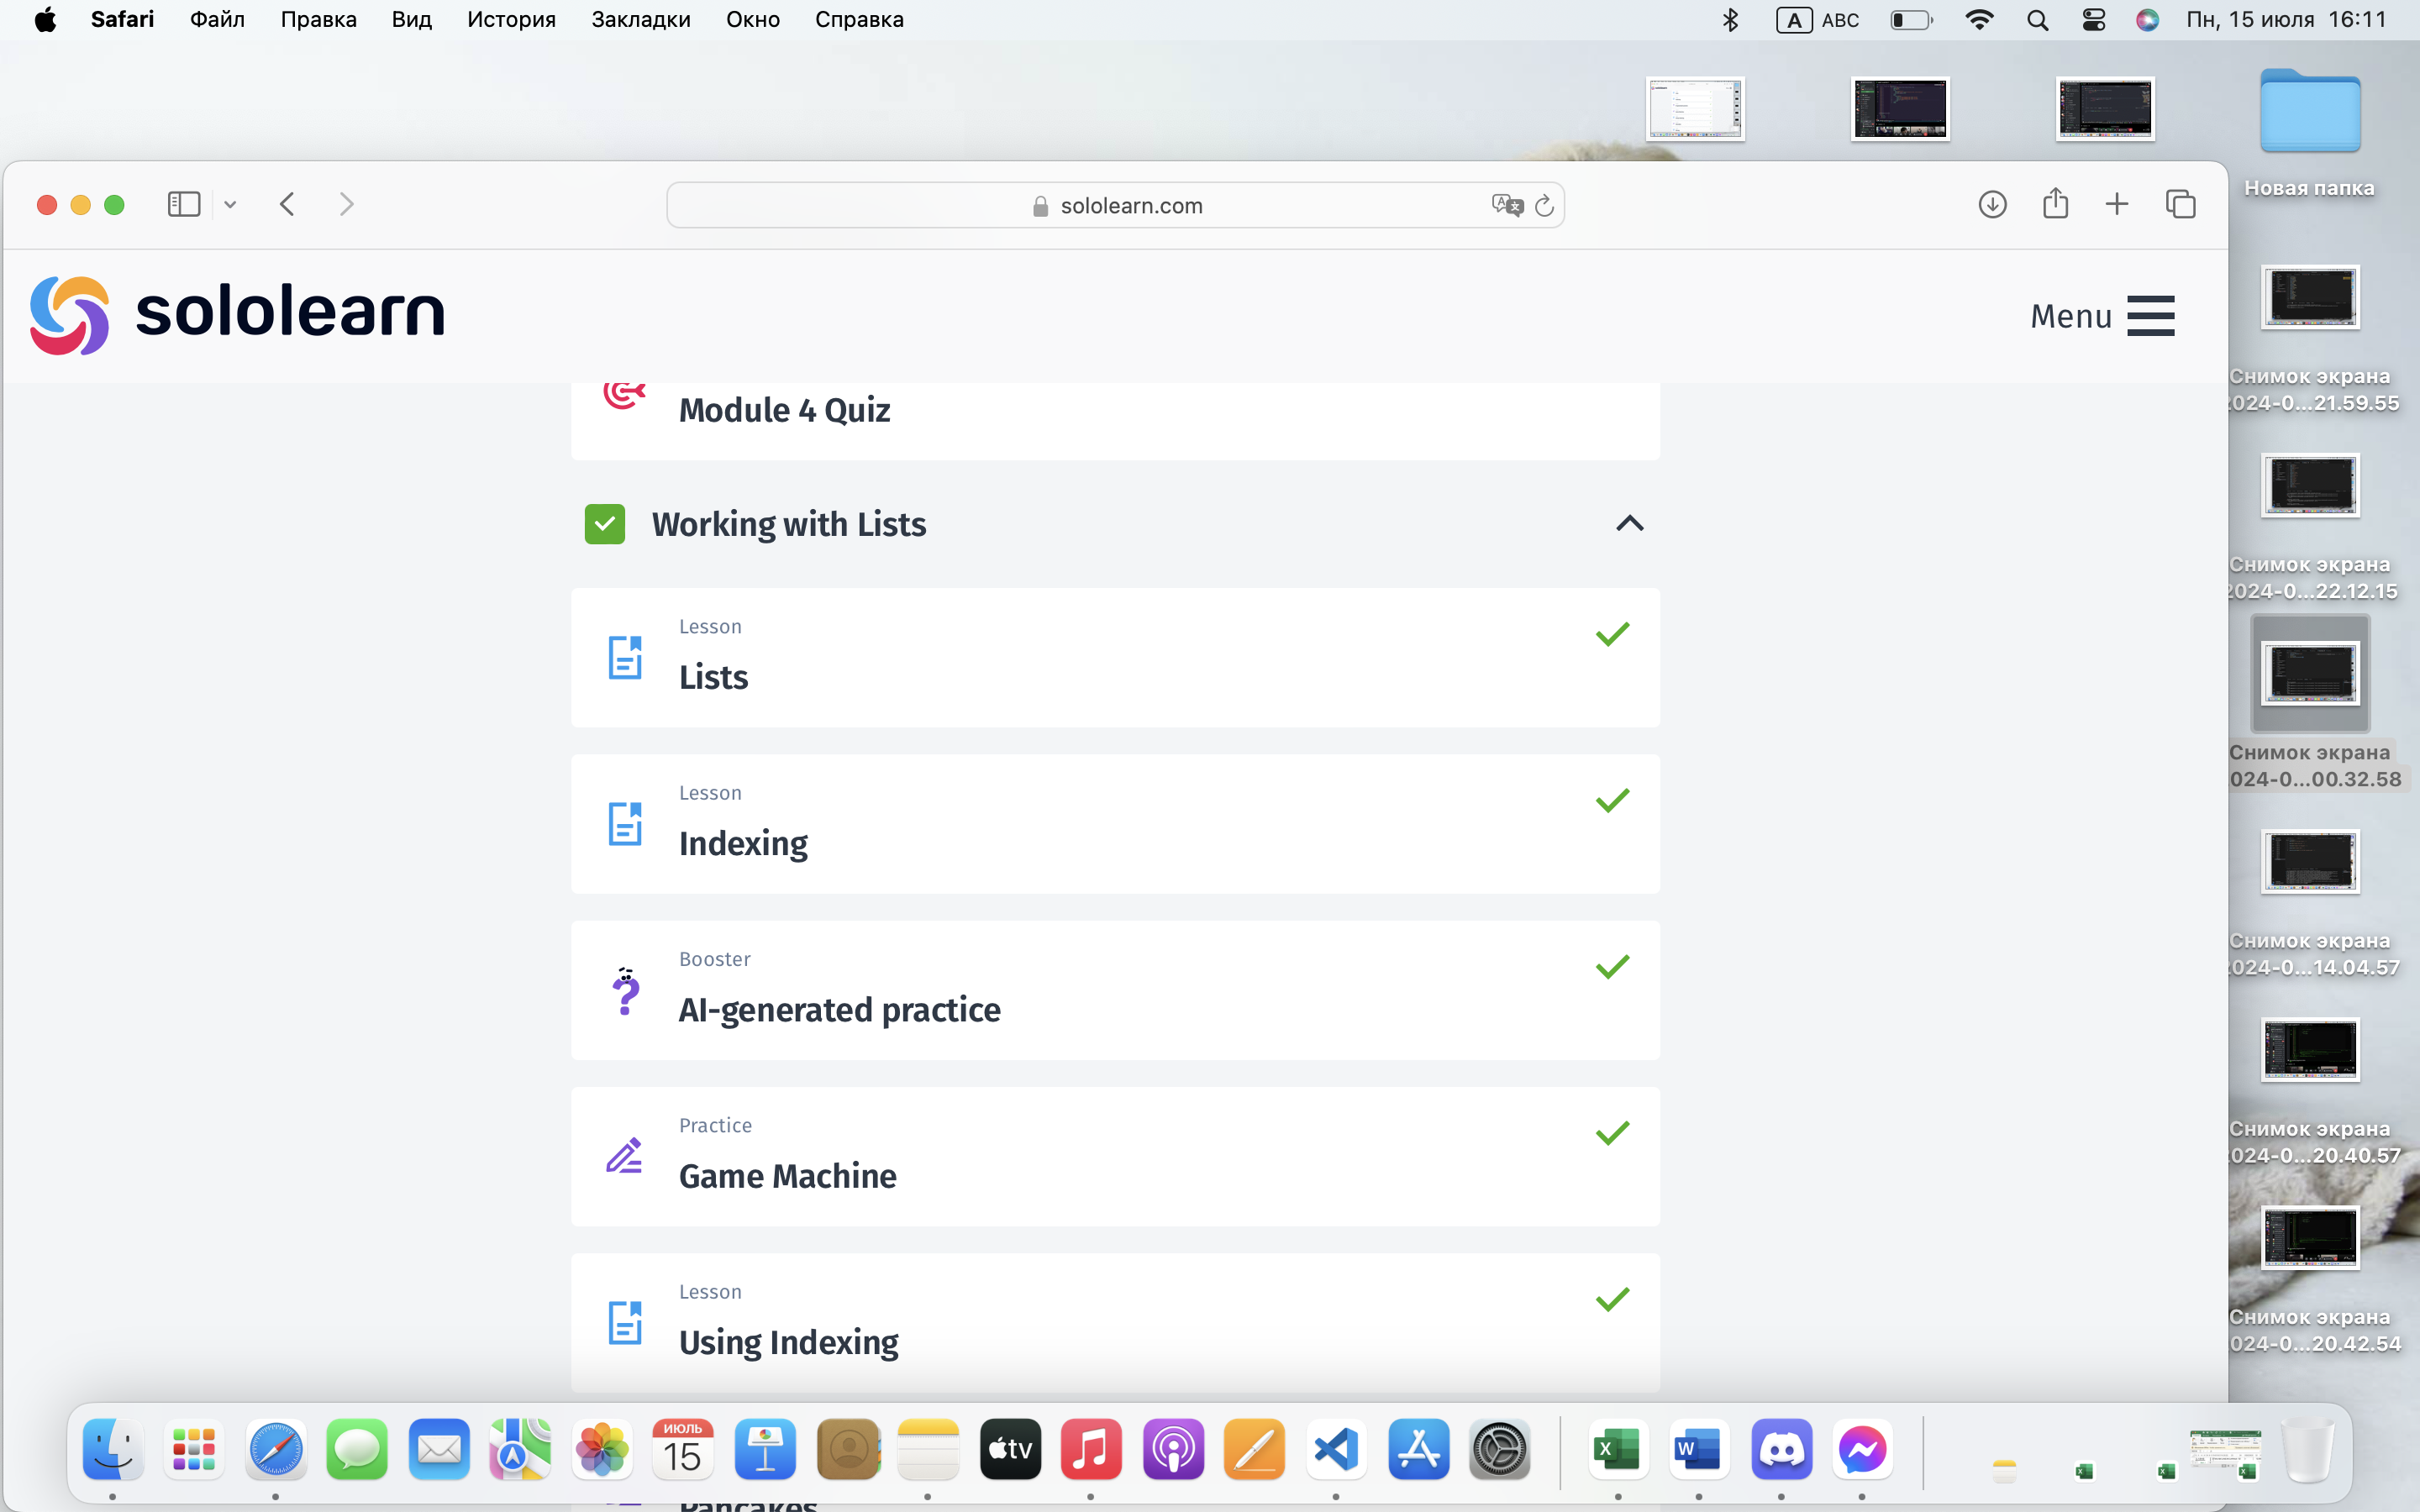 Safari Файл Правка Вид История Закладки Окно Справка
A ABC Пн, 15 июля 16:11
Новая папка
sololearn.com
sololearn
Menu
Module 4 Quiz
Working with Lists
Lesson
Lists
Lesson
Indexing
Booster
AI-generated practice
Practice
Game Machine
Lesson
Using Indexing
Pancakes
Снимок экрана
2024-0...21.59.55
Снимок экрана
2024-0...22.12.15
Снимок экрана
024-0...00.32.58
Снимок экрана
024-0...14.04.57
Снимок экрана
024-0...20.40.57
Снимок экрана
024-0...20.42.54
ИЮЛЬ
15
tv
X
W